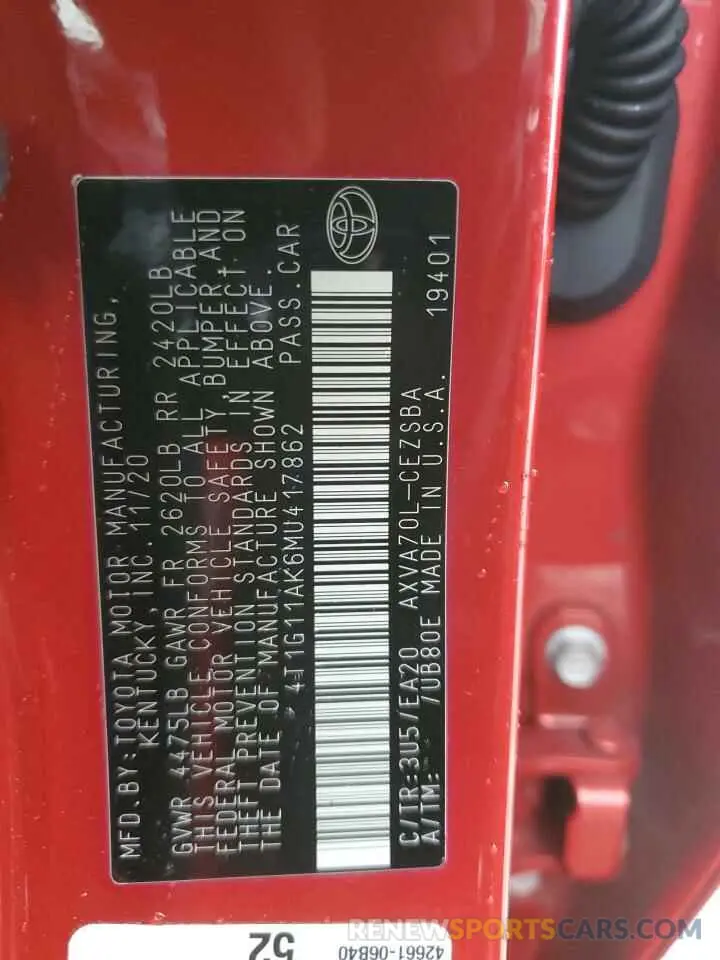 MFD.BY:TOYOTA MOTOR MANUFACTURING,
KENTUCKY,INC. 11/20
GVWR 4475LB GAWR FR 2620LB RR 2420LB
THIS VEHICLE CONFORMS TO ALL APPLICABLE
FEDERAL MOTOR VEHICLE SAFETY, BUMPER, AND
THEFT PREVENTION STANDARDS IN EFFECT ON
THE DATE OF MANUFACTURE SHOWN ABOVE.
4T1G11AK6MU417862 PASS.CAR
C/TR:3U5/EA20 AXVA70L-CEZSBA 19401
A/TM: /UB80E MADE IN U.S.A.
52
42661-06B40
RENEWSPORTSCARS.COM